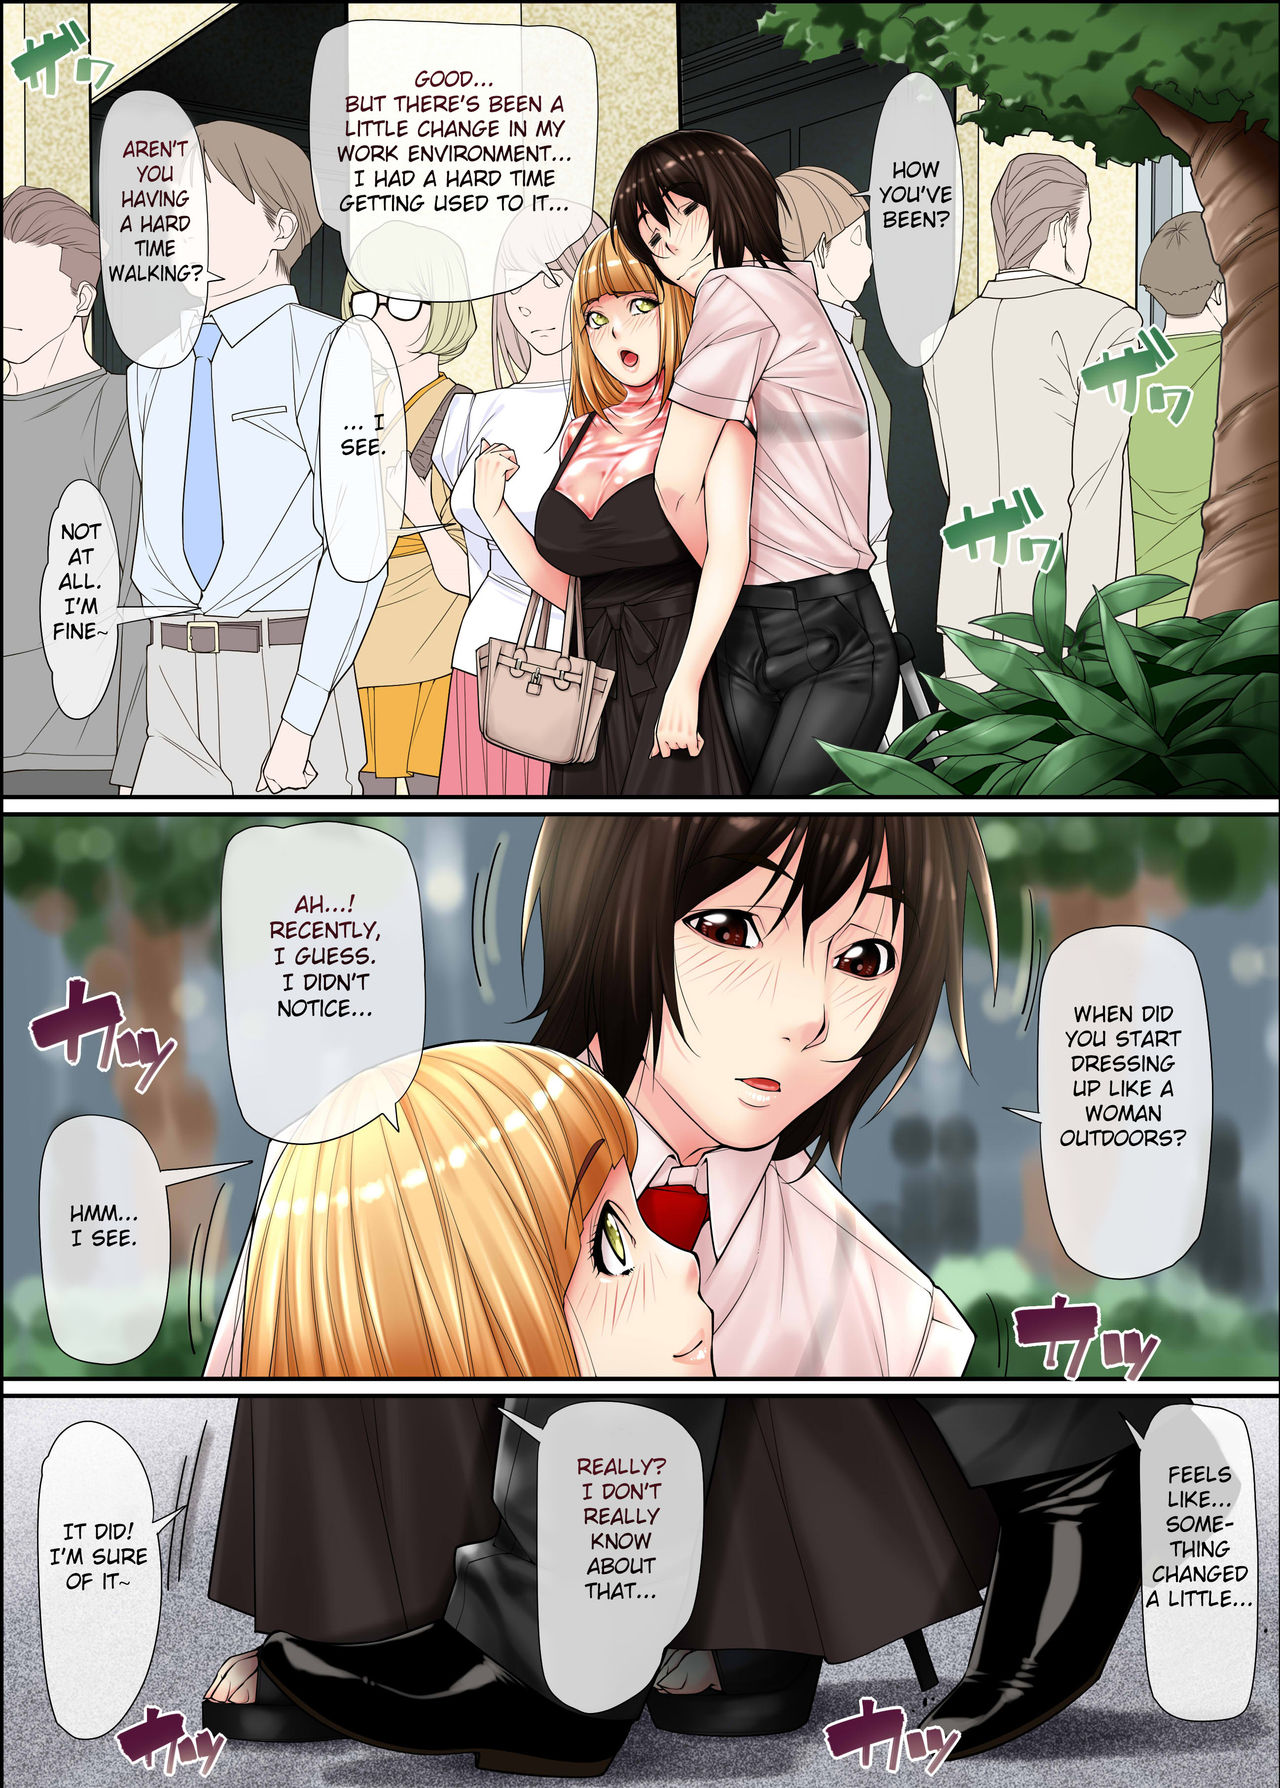 ザワ
HOW
YOU'VE
BEEN?
GOOD...
BUT THERE'S BEEN A
LITTLE CHANGE IN MY
WORK ENVIRONMENT...
I HAD A HARD TIME
GETTING USED TO IT...
... I
SEE.
AREN'T
YOU
HAVING
A HARD
TIME
WALKING?
NOT
AT
ALL.
I'M
FINE~
ザワ
ザワ
WHEN DID
YOU START
DRESSING
UP LIKE A
WOMAN
OUTDOORS?
AH...!
RECENTLY,
I GUESS.
I DIDN'T
NOTICE...
HMM...
I SEE.
カッツ
カッツ
FEELS
LIKE...
SOME-
THING
CHANGED
A LITTLE...
REALLY?
I DON'T
REALLY
KNOW
ABOUT
THAT...
IT DID!
I'M SURE
OF IT~
カッツ
カッツ